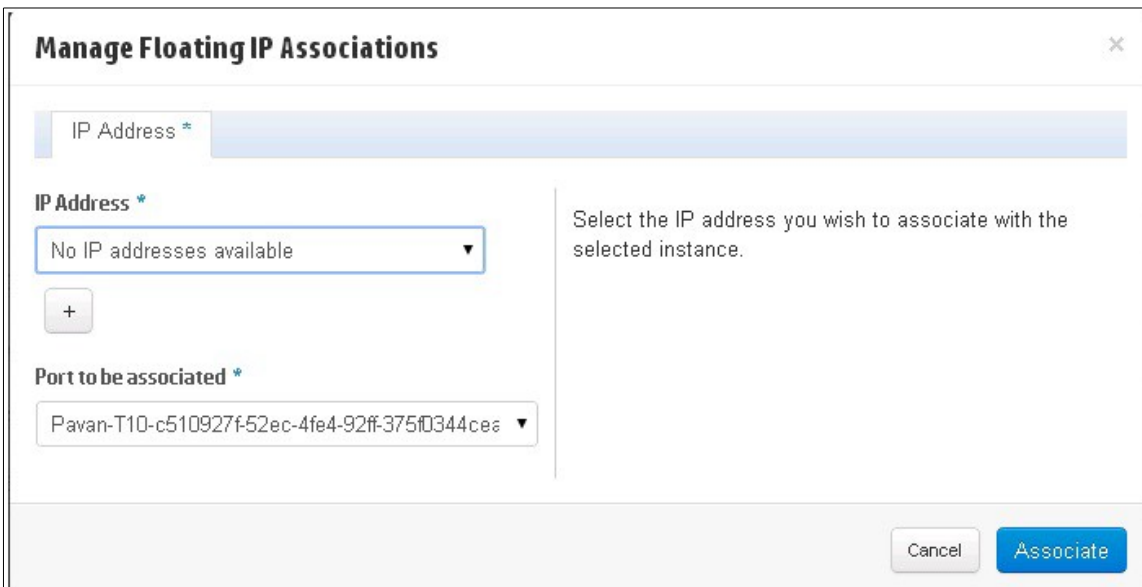 Manage Floating IP Associations
×
IP Address *
IP Address *
No IP addresses available
+
Port to be associated *
Pavan-T10-c510927f-52ec-4fe4-92ff-375f0344cea
Select the IP address you wish to associate with the
selected instance.
Cancel
Associate